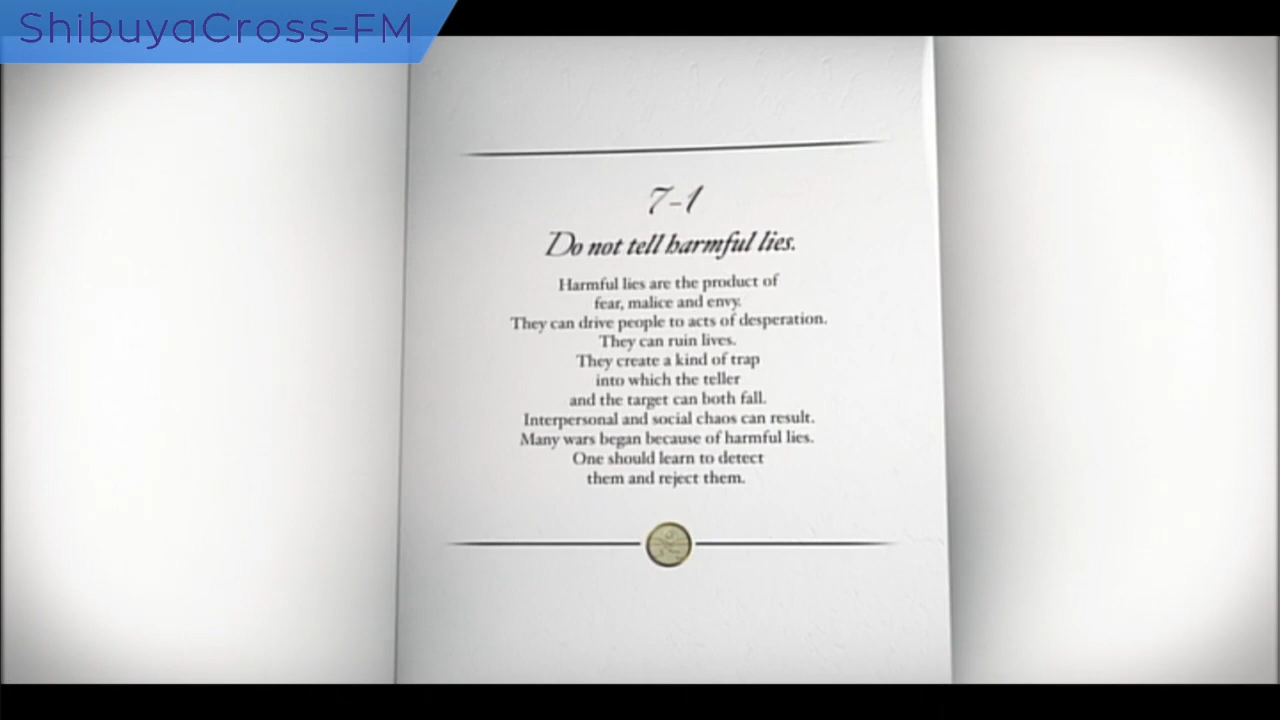 ShibuyaCross-FM
7-1
Do not tell harmful lies.
Harmful lies are the product of
fear, malice and envy.
They can drive people to acts of desperation.
They can ruin lives.
They create a kind of trap
into which the teller
and the target can both fall.
Interpersonal and social chaos can result.
Many wars began because of harmful lies.
One should learn to detect
them and reject them.